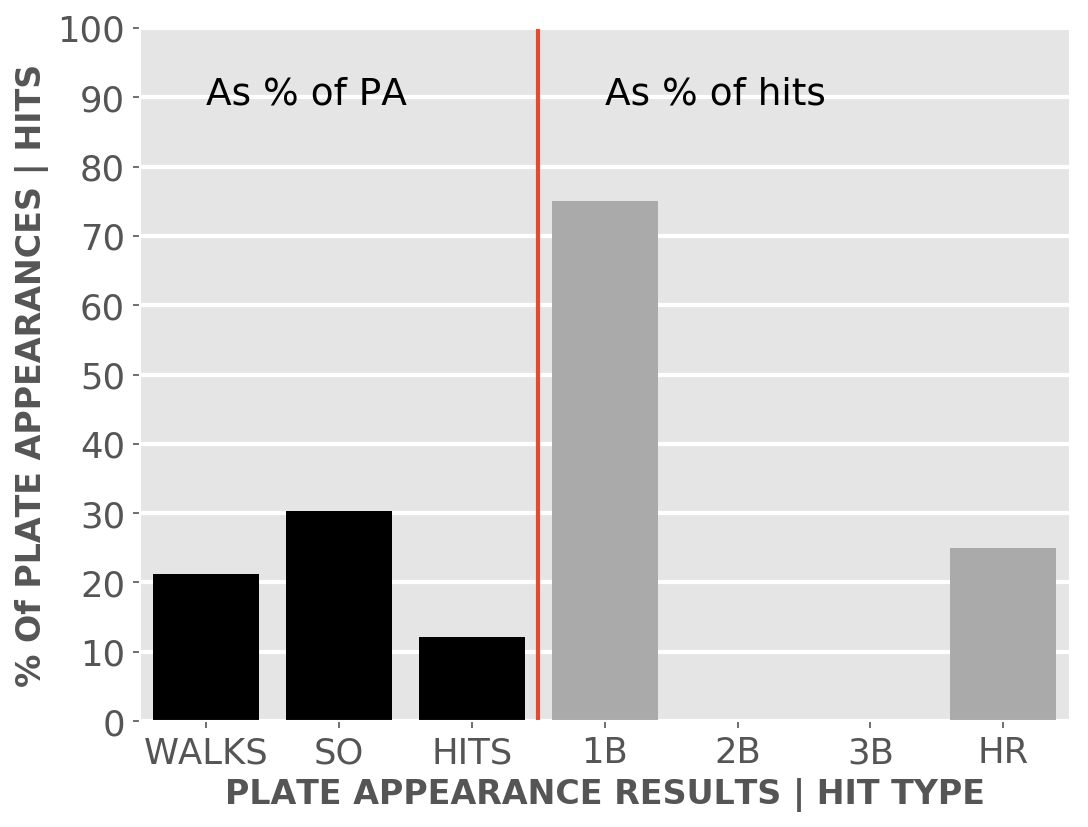 % Of PLATE APPEARANCES | HITS
100
90
80
70
60
50
40
30
20
10
0
As % of PA
As % of hits
WALKS SO HITS 1B 2B 3B HR
PLATE APPEARANCE RESULTS | HIT TYPE